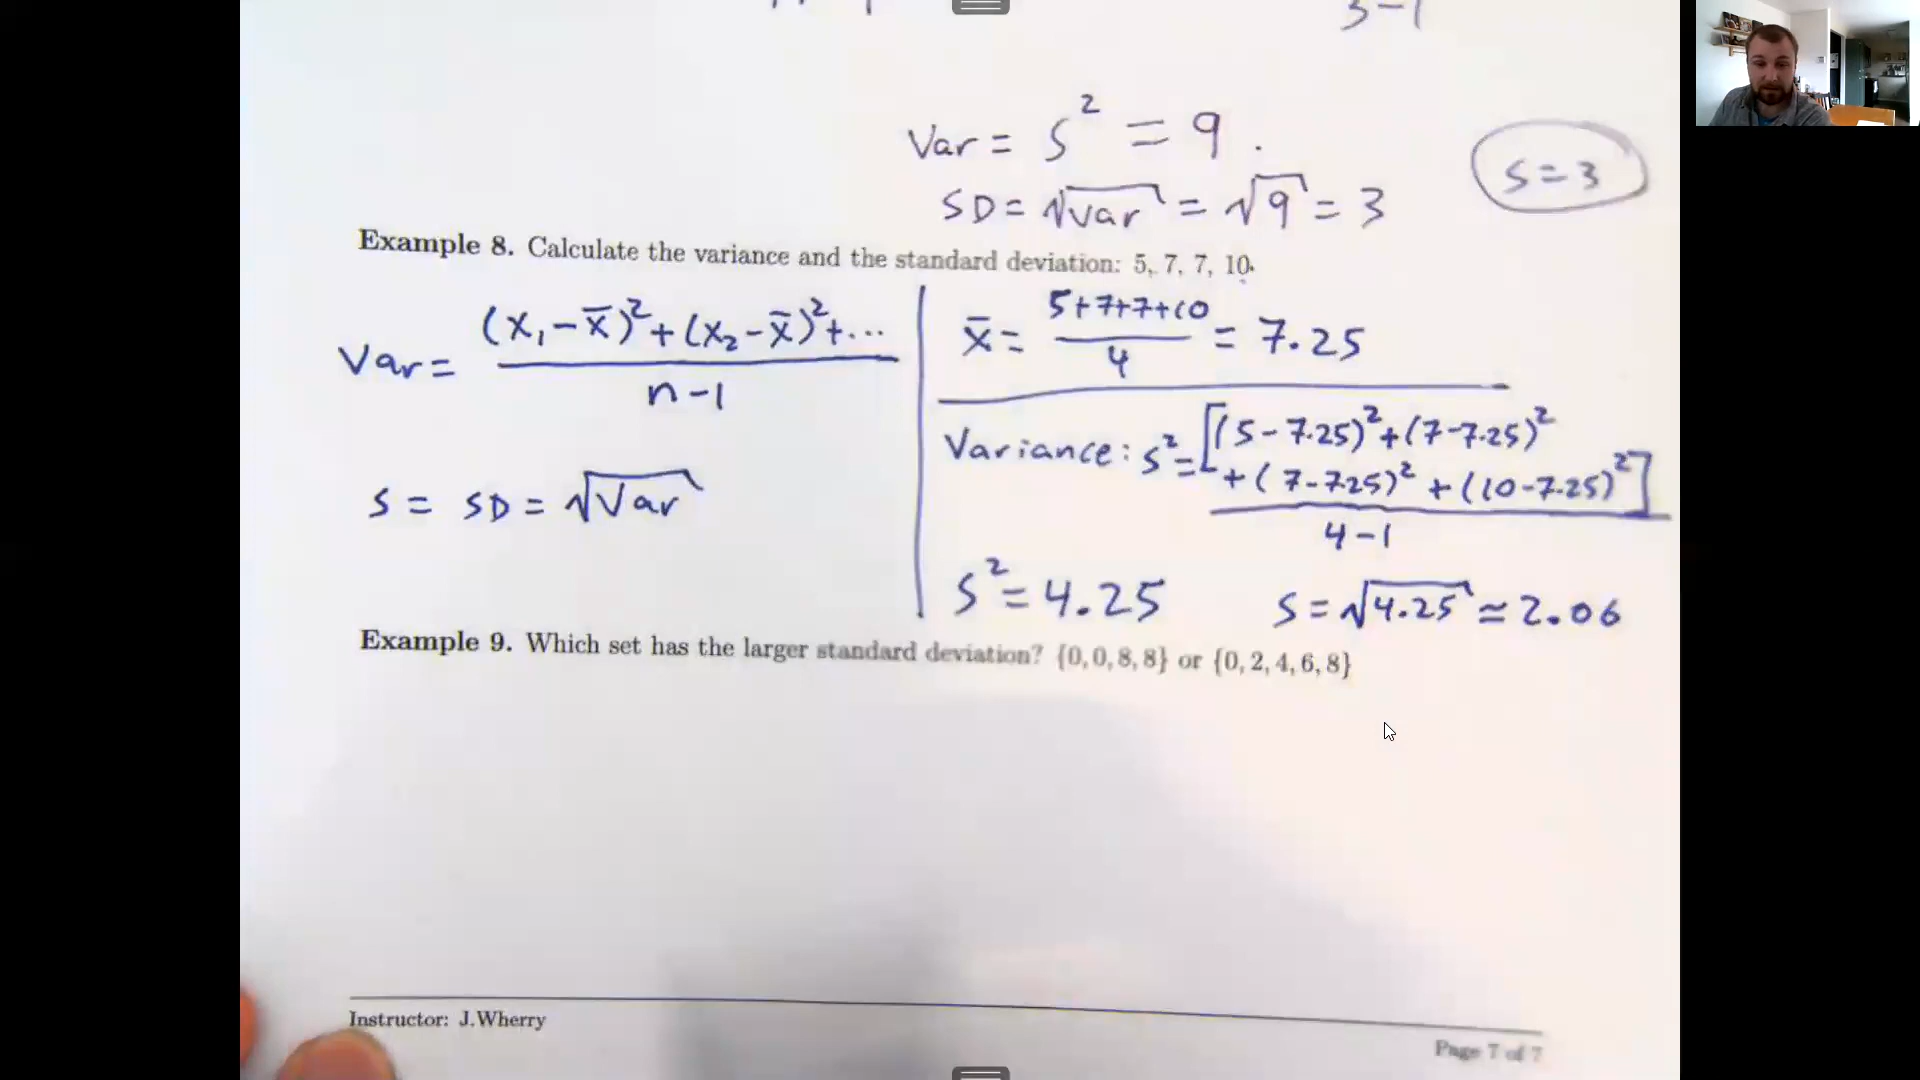 3-1
Var = s² = 9.
SD = √Var = √9 = 3
s = 3
Example 8. Calculate the variance and the standard deviation: 5, 7, 7, 10.
Var = (x₁ - x̄)² + (x₂ - x̄)² + ...
n - 1
s = SD = √Var
x̄ = 5+7+7+10 = 7.25
4
Variance: s² = [(5 - 7.25)² + (7 - 7.25)²
+ (7 - 7.25)² + (10 - 7.25)²]
4 - 1
s² = 4.25
s = √4.25 ≃ 2.06
Example 9. Which set has the larger standard deviation? {0, 0, 8, 8} or {0, 2, 4, 6, 8}
Instructor: J.Wherry
Page 7 of 7